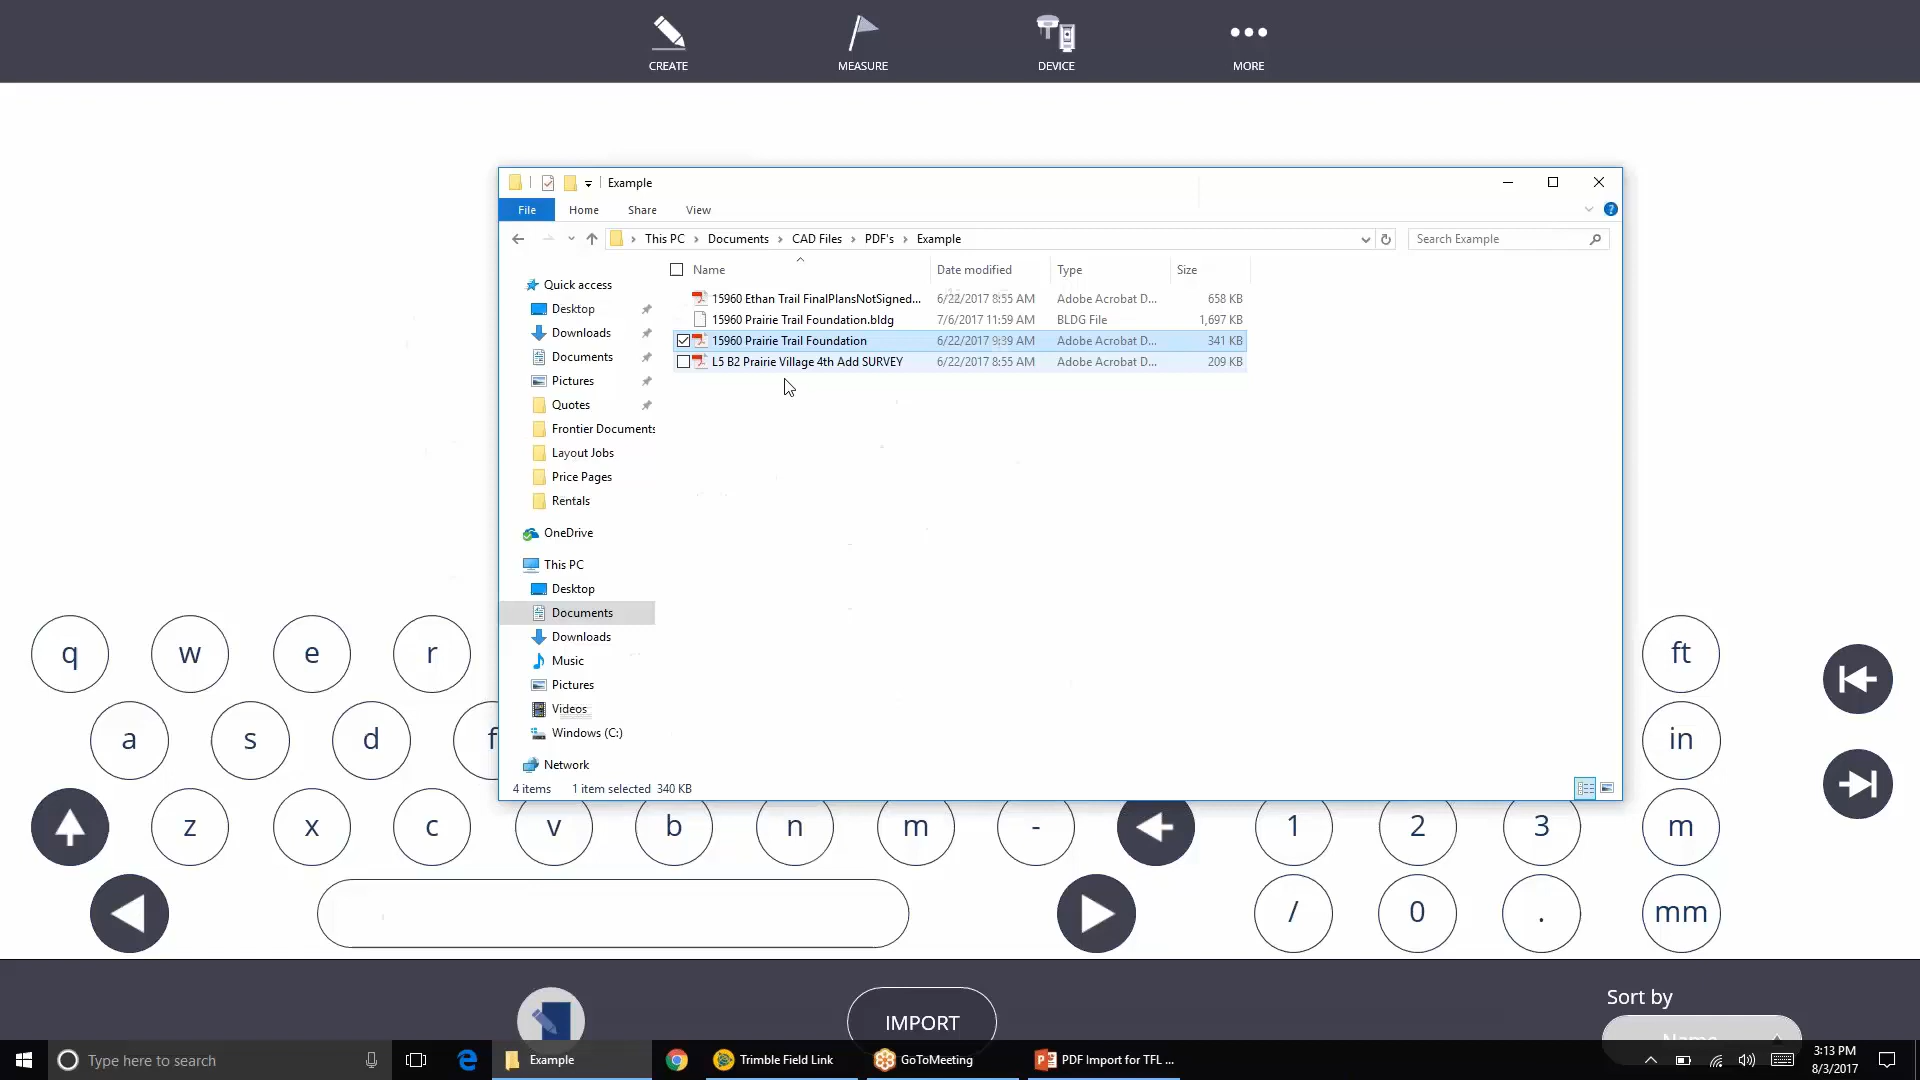 CREATE
MEASURE
DEVICE
MORE
Example
File
Home
Share
View
This PC
Documents
CAD Files
PDF's
Example
Search Example
Name
Date modified
Type
Size
15960 Ethan Trail FinalPlansNotSigned... 6/22/2017 8:55 AM Adobe Acrobat D... 658 KB
15960 Prairie Trail Foundation.bldg 7/6/2017 11:59 AM BLDG File 1,697 KB
15960 Prairie Trail Foundation 6/22/2017 9:39 AM Adobe Acrobat D... 341 KB
L5 B2 Prairie Village 4th Add SURVEY 6/22/2017 8:55 AM Adobe Acrobat D... 209 KB
Quick access
Desktop
Downloads
Documents
Pictures
Quotes
Frontier Documents
Layout Jobs
Price Pages
Rentals
OneDrive
This PC
Desktop
Documents
Downloads
Music
Pictures
Videos
Windows (C:)
Network
4 items 1 item selected 340 KB
q w e r ft
a s d f in
z x c v b n m - 1 2 3 m
/ 0 . mm
IMPORT
Sort by
Name
Type here to search
Example
Trimble Field Link
GoToMeeting
PDF Import for TFL ...
3:13 PM
8/3/2017